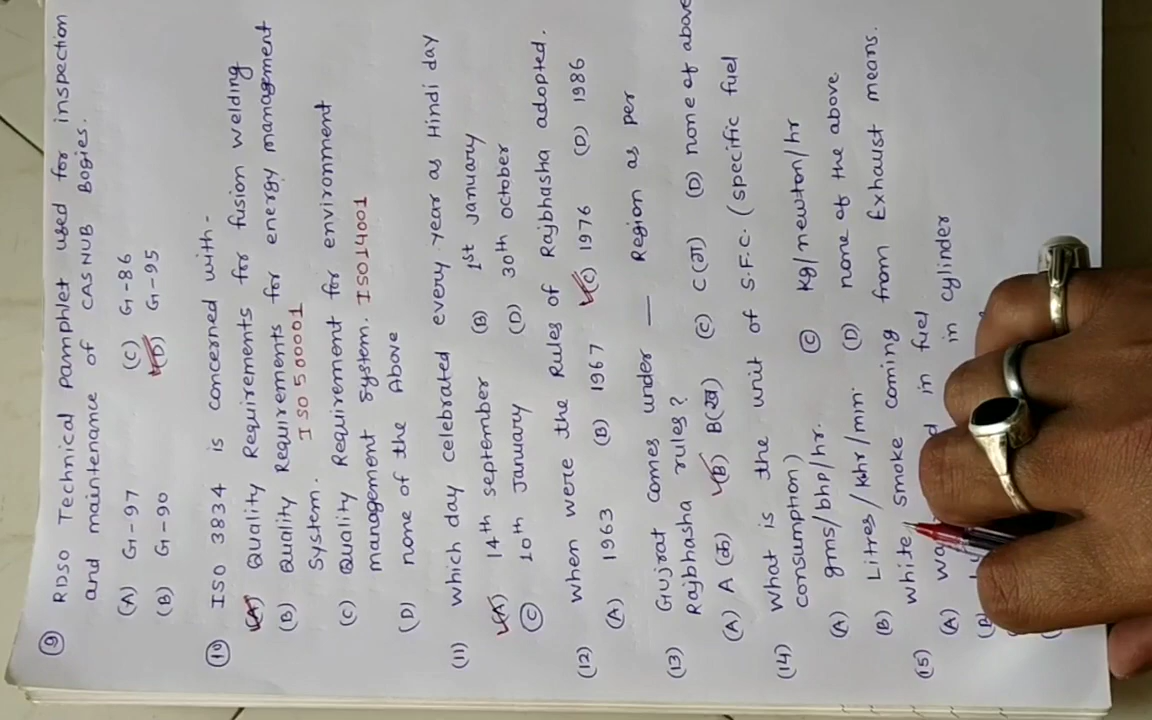 (9) RDSO Technical pamphlet used for inspection
and maintenance of CASNUB Bogies.
(A) G-97 (C) G-86
(B) G-90 (D) G-95
(10) ISO 3834 is concerned with-
(A) Quality Requirements for fusion welding
(B) Quality Requirements for energy management
System. ISO 50001
(C) Quality Requirement for environment
management system. ISO14001
(D) none of the Above
(11) which day celebrated every year as Hindi day
(A) 14th september (B) 1st January
(C) 10th January (D) 30th october
(12) when were the Rules of Rajbhasha adopted.
(A) 1963 (B) 1967 (C) 1976 (D) 1986
(13) Gujrat comes under — Region as per
Rajbhasha rules?
(A) A (क) (B) B(ख) (C) C(ग) (D) none of above
(14) What is the unit of S.F.C. (specific fuel
consumption)
(A) gms/bhp/hr. (C) kg/newton/hr
(B) Litres/khr/min. (D) none of the above
(15) white smoke coming from Exhaust means.
(A) in fuel in cylinder
(B)